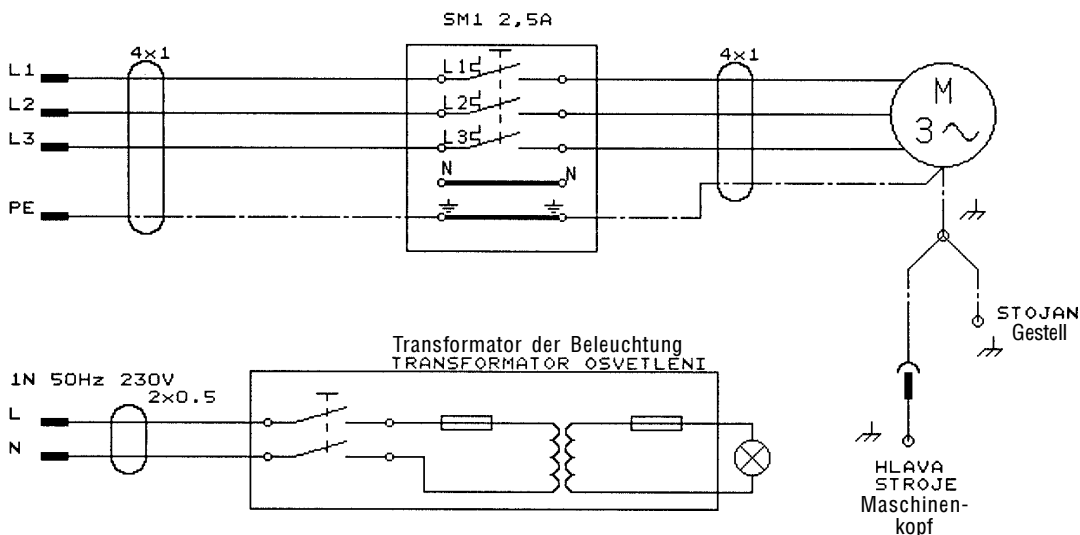 SM1 2,5A
4x1
4x1
L1
L1
L2
L2
L3
L3
M
3
N
N
PE
STOJAN
Gestell
Transformator der Beleuchtung
TRANSFORMATOR OSVETLENI
1N 50Hz 230V
2x0.5
L
N
HLAVA
STROJE
Maschinen-
kopf